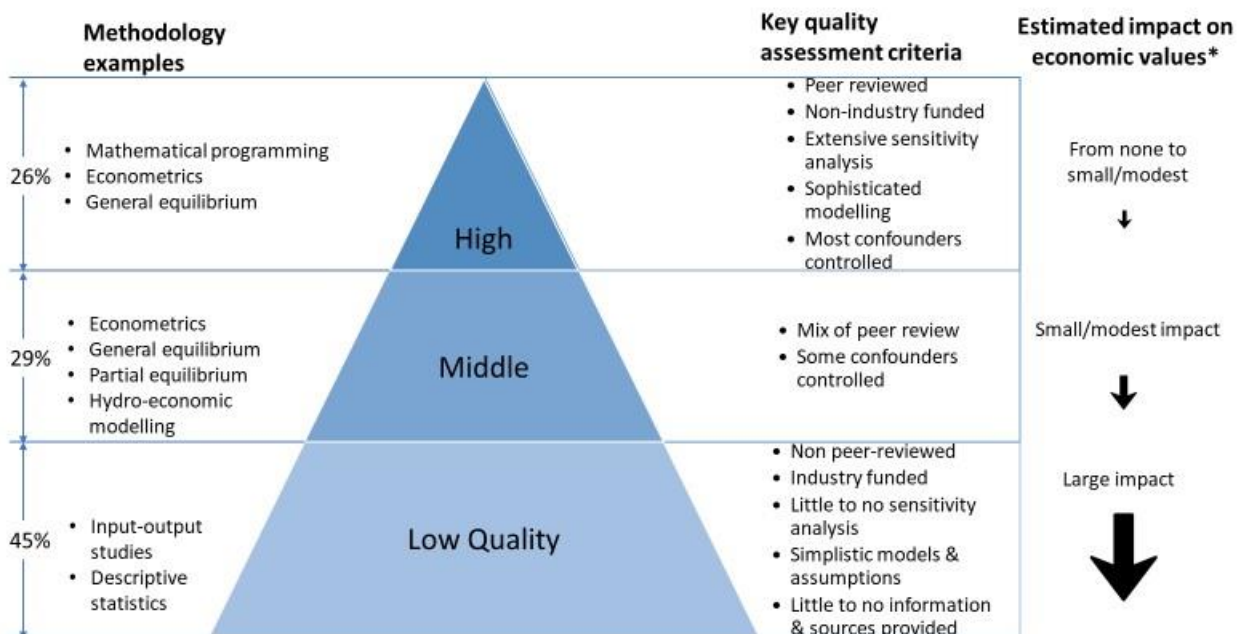 Methodology
examples
Key quality
assessment criteria
Estimated impact on
economic values*
26%
• Mathematical programming
• Econometrics
• General equilibrium
High
• Peer reviewed
• Non-industry funded
• Extensive sensitivity
analysis
• Sophisticated
modelling
• Most confounders
controlled
From none to
small/modest
29%
• Econometrics
• General equilibrium
• Partial equilibrium
• Hydro-economic
modelling
Middle
• Mix of peer review
• Some confounders
controlled
Small/modest impact
45%
• Input-output
studies
• Descriptive
statistics
Low Quality
• Non peer-reviewed
• Industry funded
• Little to no sensitivity
analysis
• Simplistic models &
assumptions
• Little to no information
& sources provided
Large impact